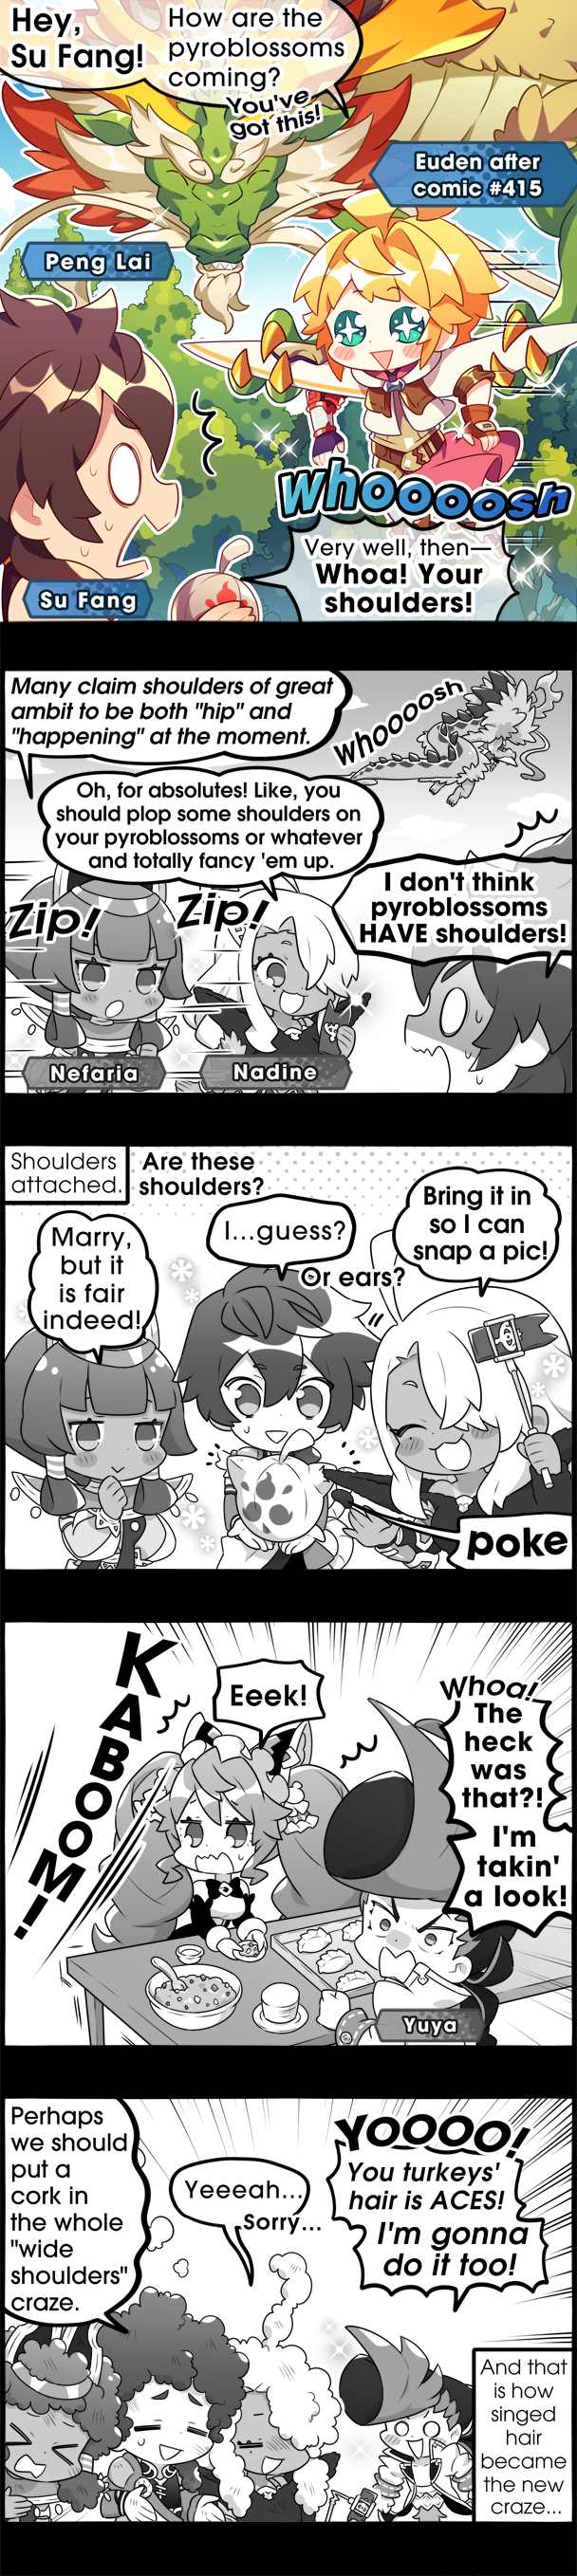 Hey,
Su Fang!
How are the
pyroblossoms
coming?
You've
got this!
Euden after
comic #415
Peng Lai
Whoooosh
Very well, then—
Whoa! Your
shoulders!
Su Fang
Many claim shoulders of great
ambit to be both "hip" and
"happening" at the moment.
Whoooosh
Oh, for absolutes! Like, you
should plop some shoulders on
your pyroblossoms or whatever
and totally fancy 'em up.
I don't think
pyroblossoms
HAVE shoulders!
Zip!
Zip!
Nefaria
Nadine
Shoulders
attached.
Are these
shoulders?
Marry,
but it
is fair
indeed!
I...guess?
Or ears?
Bring it in
so I can
snap a pic!
poke
KABOOM!
Eeek!
Whoa!
The
heck
was
that?!
I'm
takin'
a look!
Yuya
Perhaps
we should
put a
cork in
the whole
"wide
shoulders"
craze.
Yeeeah...
Sorry...
YOOOO!
You turkeys'
hair is ACES!
I'm gonna
do it too!
And that
is how
singed
hair
became
the new
craze...